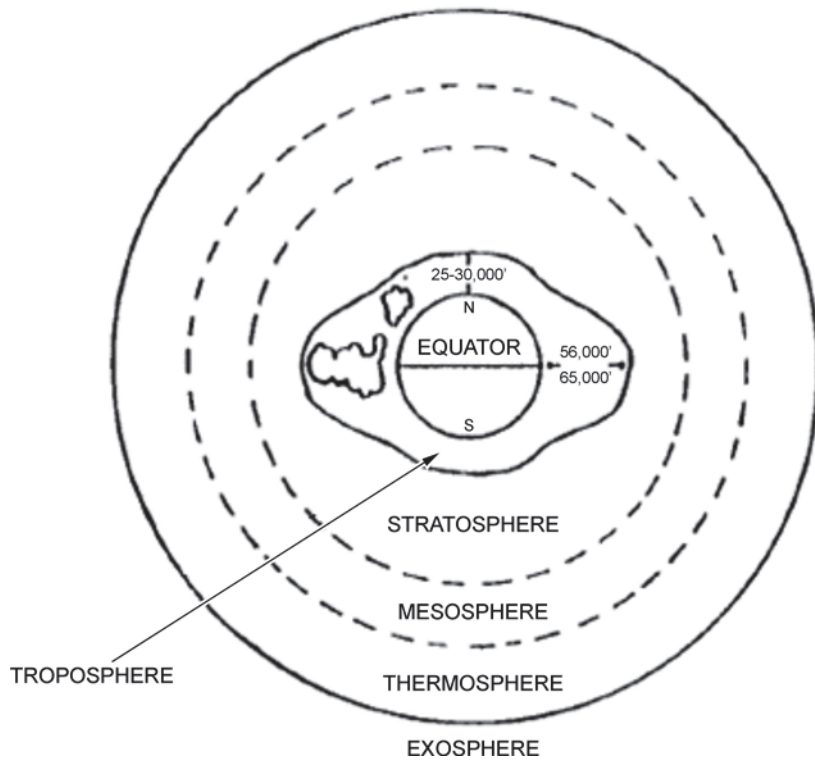 25-30,000'
N
EQUATOR
56,000'
65,000'
S
STRATOSPHERE
MESOSPHERE
TROPOSPHERE
THERMOSPHERE
EXOSPHERE